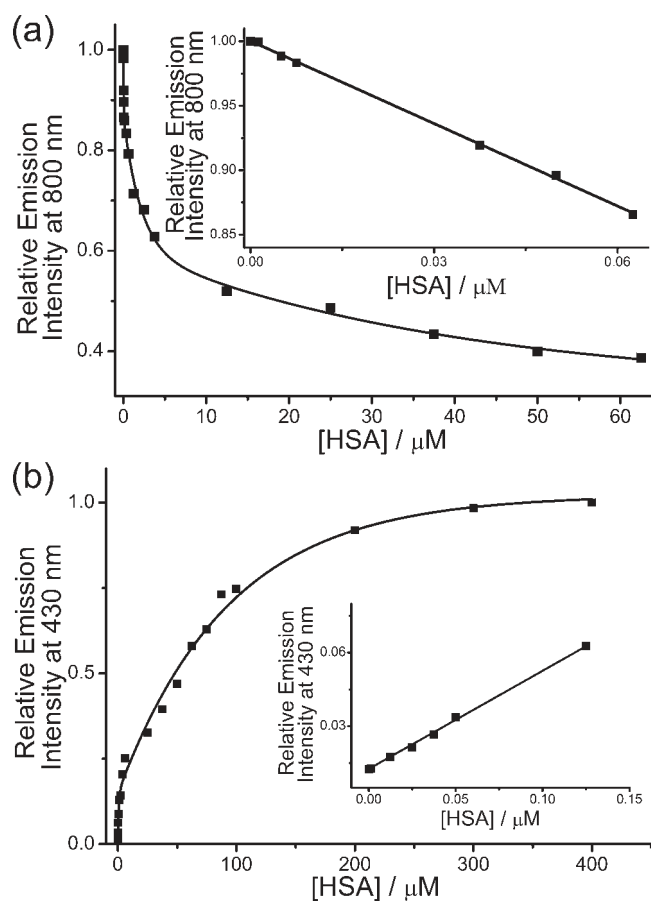 (a)
Relative Emission
Intensity at 800 nm
1.0
0.8
0.6
0.4
0
10
20
30
40
50
60
[HSA] / μM
Relative Emission
Intensity at 800 nm
1.00
0.95
0.90
0.85
0.00
0.03
0.06
[HSA] / μM
(b)
Relative Emission
Intensity at 430 nm
1.0
0.5
0.0
0
100
200
300
400
[HSA] / μM
Relative Emission
Intensity at 430 nm
0.06
0.03
0.00
0.05
0.10
0.15
[HSA] / μM